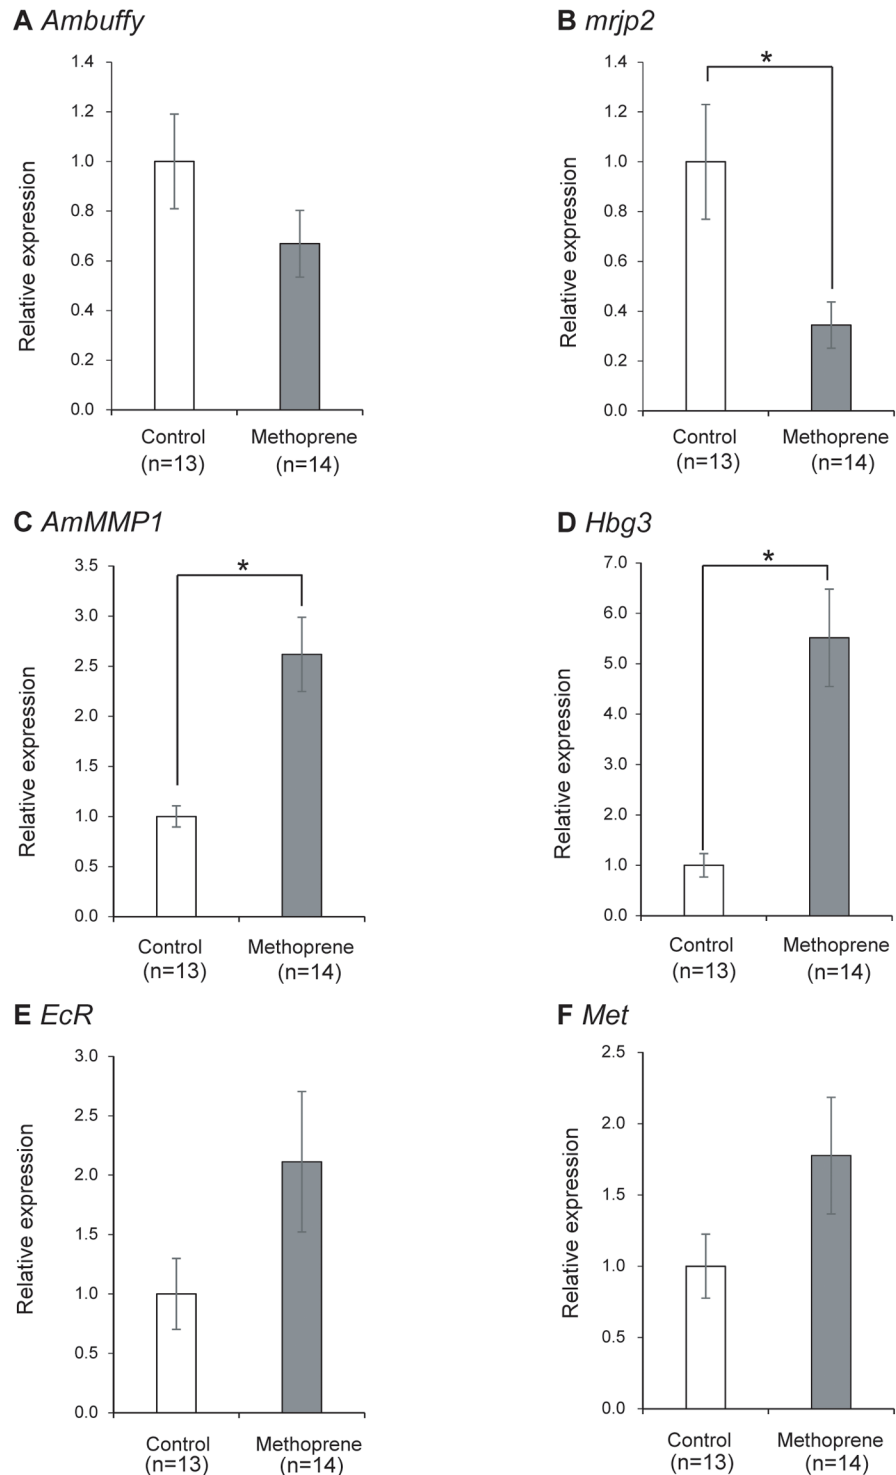 A Ambuffy
Relative expression
1.4
1.2
1.0
0.8
0.6
0.4
0.2
0.0
Control
(n=13)
Methoprene
(n=14)
B mrjp2
Relative expression
1.4
1.2
1.0
0.8
0.6
0.4
0.2
0.0
*
Control
(n=13)
Methoprene
(n=14)
C AmMMP1
Relative expression
3.5
3.0
2.5
2.0
1.5
1.0
0.5
0.0
*
Control
(n=13)
Methoprene
(n=14)
D Hbg3
Relative expression
7.0
6.0
5.0
4.0
3.0
2.0
1.0
0.0
*
Control
(n=13)
Methoprene
(n=14)
E EcR
Relative expression
3.0
2.5
2.0
1.5
1.0
0.5
0.0
Control
(n=13)
Methoprene
(n=14)
F Met
Relative expression
2.5
2.0
1.5
1.0
0.5
0.0
Control
(n=13)
Methoprene
(n=14)